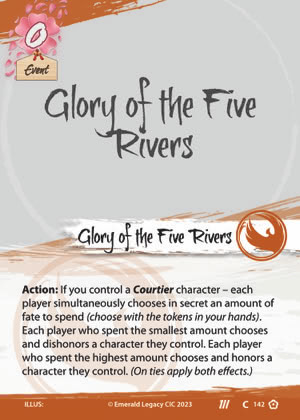 0
Event
Glory of the Five
Rivers
Glory of the Five Rivers
Action: If you control a Courtier character – each
player simultaneously chooses in secret an amount of
fate to spend (choose with the tokens in your hands).
Each player who spent the smallest amount chooses
and dishonors a character they control. Each player
who spent the highest amount chooses and honors a
character they control. (On ties apply both effects.)
ILLUS:
© Emerald Legacy CIC 2023
C 142